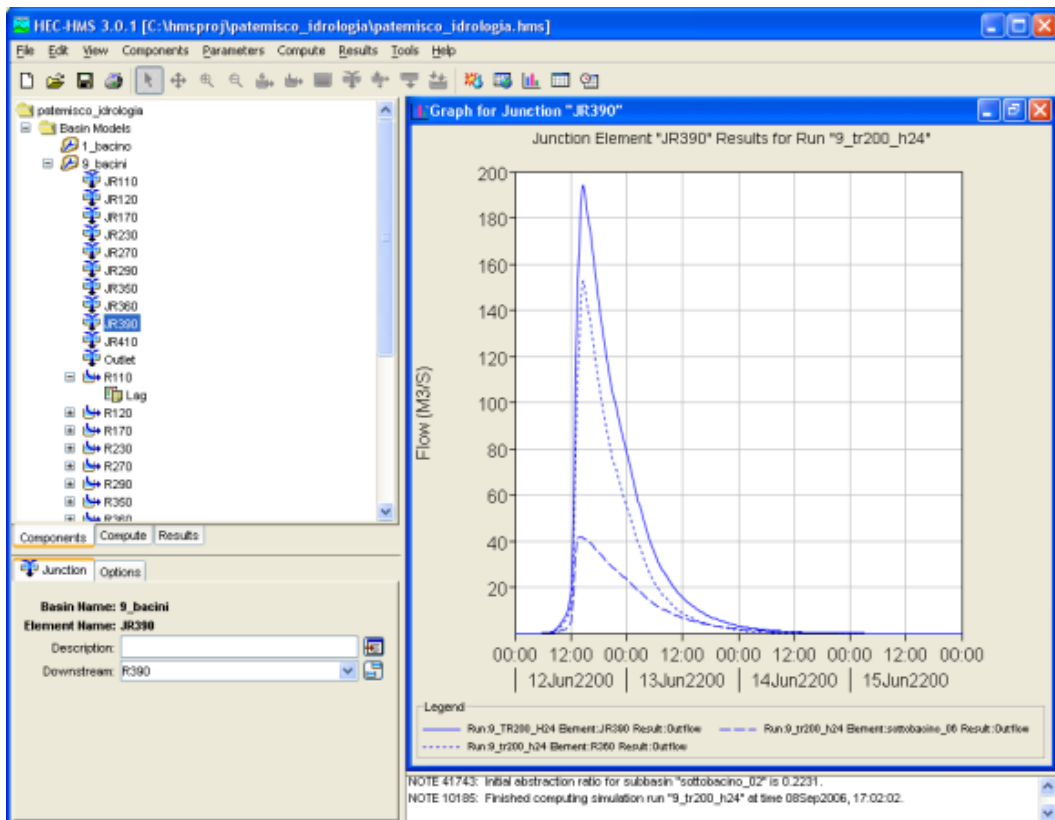 HEC-HMS 3.0.1 [C:\hmsproj\patemisco_idrologia\patemisco_idrologia.hms]
File Edit View Components Parameters Compute Results Tools Help
patemisco_idrologia
Basin Models
1_bacino
9_bacini
JR110
JR120
JR170
JR230
JR270
JR290
JR350
JR360
JR390
JR410
Outlet
R110
Lag
R120
R170
R230
R270
R290
R350
R360
Components Compute Results
Junction Options
Basin Name: 9_bacini
Element Name: JR390
Description:
Downstream: R390
Graph for Junction "JR390"
Junction Element "JR390" Results for Run "9_tr200_h24"
200
180
160
140
120
100
80
60
40
20
Flow (M3/S)
00:00 12:00 00:00 12:00 00:00 12:00 00:00 12:00 00:00
| 12Jun2200 | 13Jun2200 | 14Jun2200 | 15Jun2200
Legend
Run:9_TR200_H24 Element:JR390 Result:Outflow
Run:9_tr200_h24 Element:sottobacino_06 Result:Outflow
Run:9_tr200_h24 Element:R360 Result:Outflow
NOTE 41743: Initial abstraction ratio for subbasin "sottobacino_02" is 0.2231.
NOTE 10185: Finished computing simulation run "9_tr200_h24" at time 08Sep2006, 17:02:02.